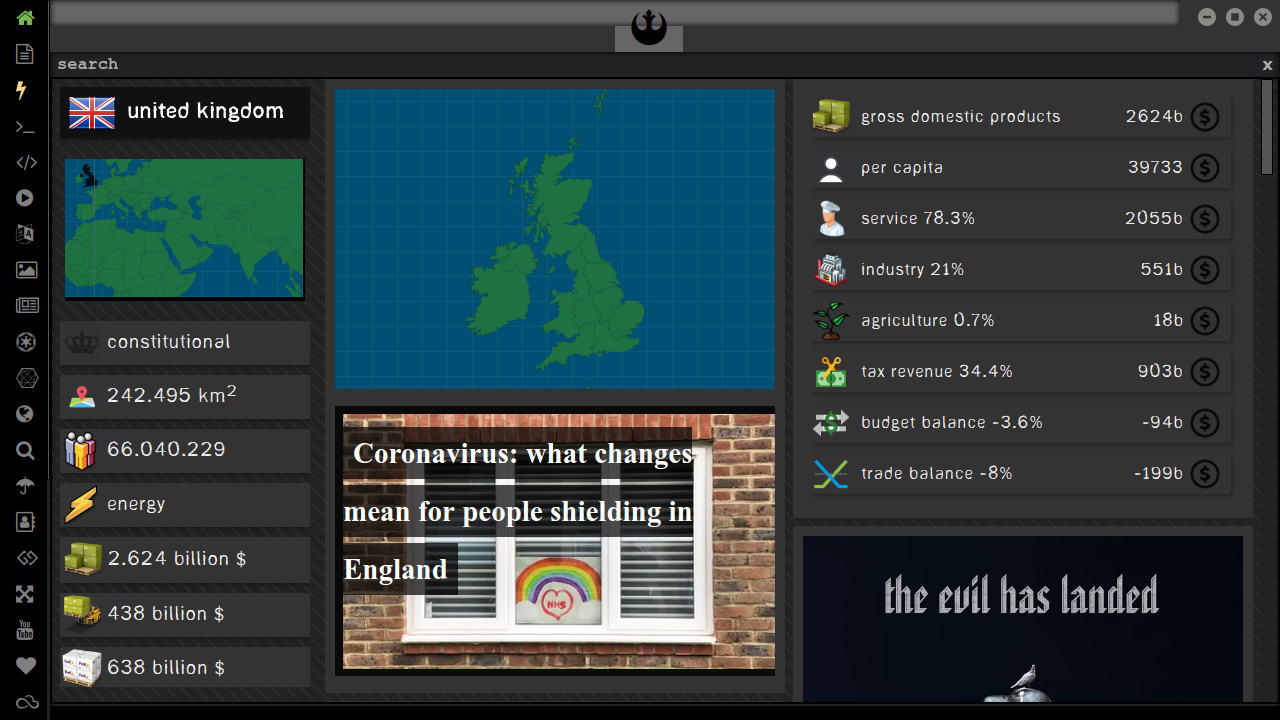 search
x
united kingdom
constitutional
242.495 km²
66.040.229
energy
2.624 billion $
438 billion $
638 billion $
Coronavirus: what changes
mean for people shielding in
England
NHS
gross domestic products 2624b $
per capita 39733 $
service 78.3% 2055b $
industry 21% 551b $
agriculture 0.7% 18b $
tax revenue 34.4% 903b $
budget balance -3.6% -94b $
trade balance -8% -199b $
the evil has landed
You
Tube